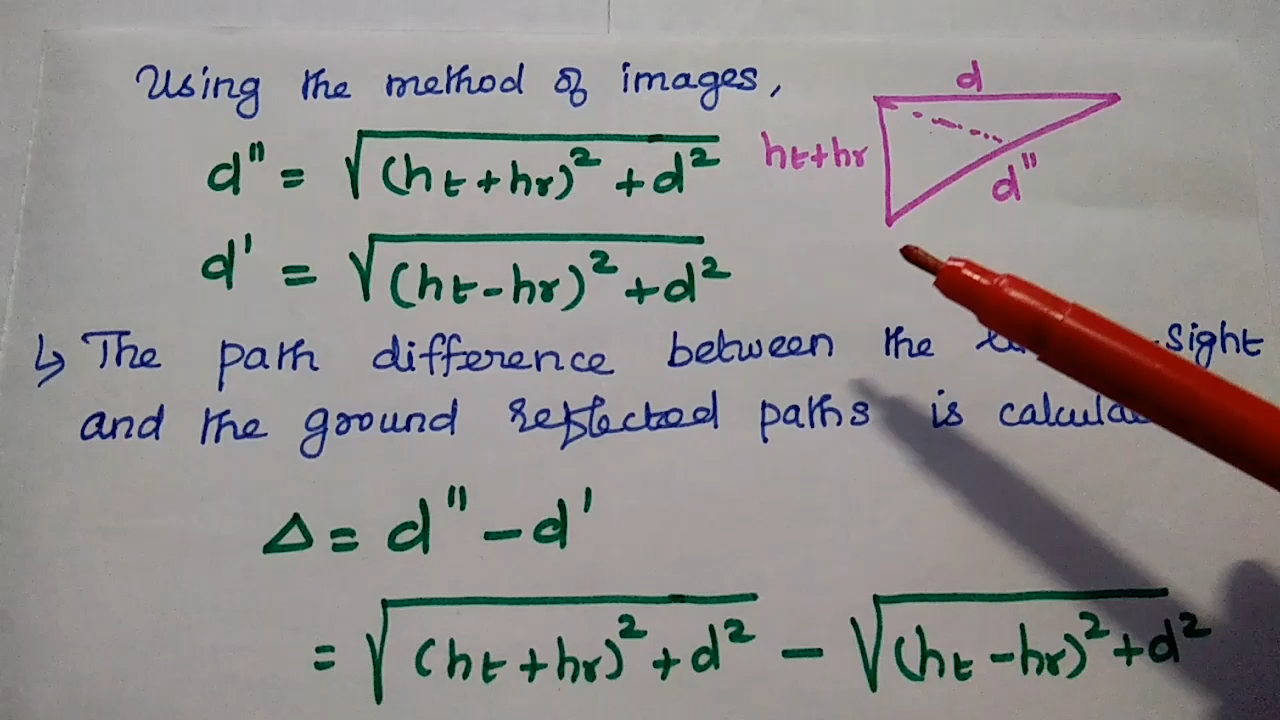 Using the method of images,
d
d" = √(ht+hr)² + d²
ht+hr
d"
d' = √(ht-hr)² + d²
↳ The path difference between the sight
and the ground reflected paths is
Δ = d" - d'
= √(ht+hr)² + d² - √(ht-hr)² + d²